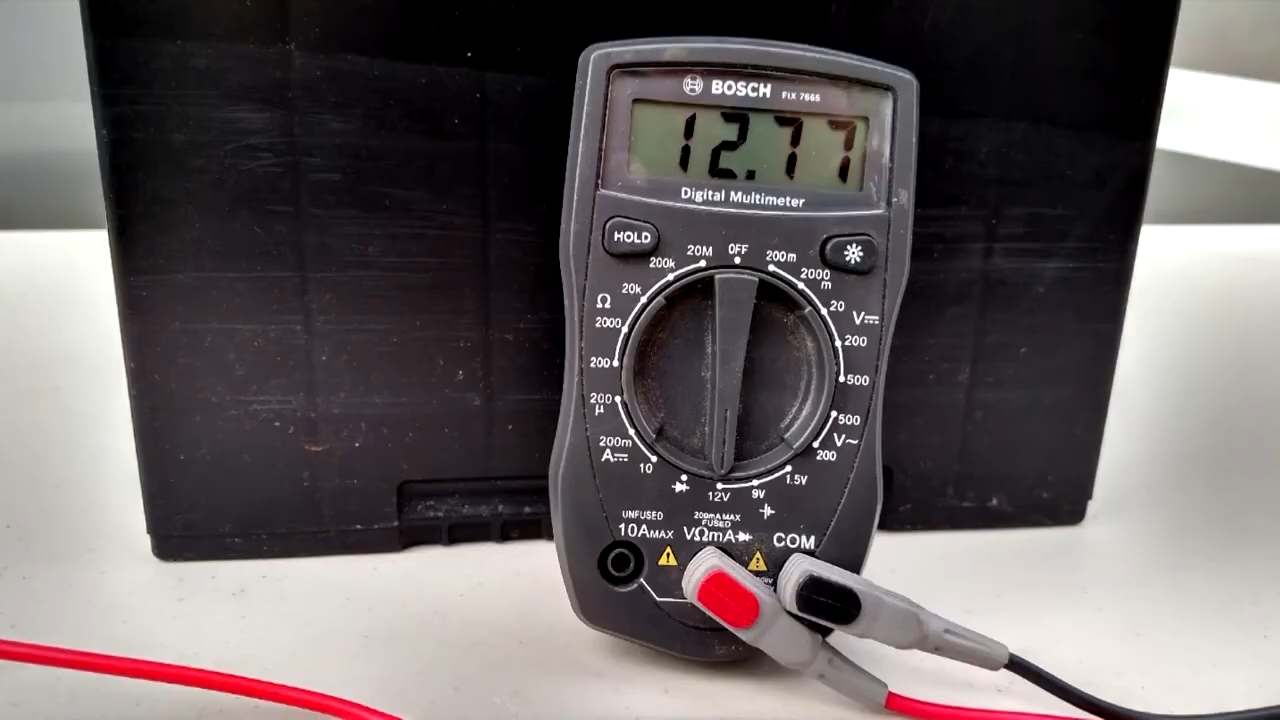 BOSCH FIX 7665
12.77
Digital Multimeter
HOLD
OFF
20M
200k
20k
Ω
2000
200
200m
2000
m
20
V⎓
200
500
200
µ
200m
A⎓
10
500
V~
200
12V
9V
1.5V
UNFUSED
10AMAX
200mA MAX
FUSED
VΩmA
COM